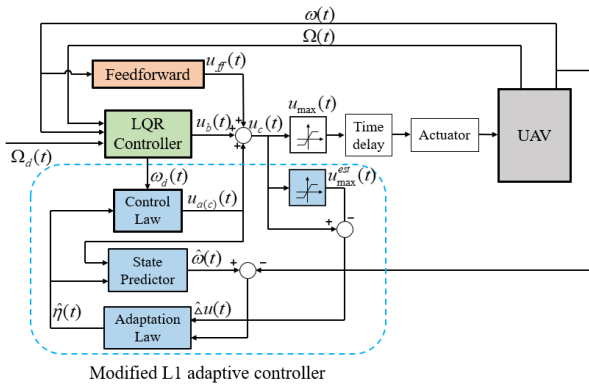 ω(t)
Ω(t)
Feedforward
u_ff(t)
LQR
Controller
u_b(t)
u_c(t)
u_max(t)
Time
delay
Actuator
UAV
Ω_d(t)
ω_d(t)
u_max^est(t)
Control
Law
u_a(c)(t)
State
Predictor
ω̂(t)
η̂(t)
Adaptation
Law
△̂u(t)
+
+
+
+
−
+
−
Modified L1 adaptive controller